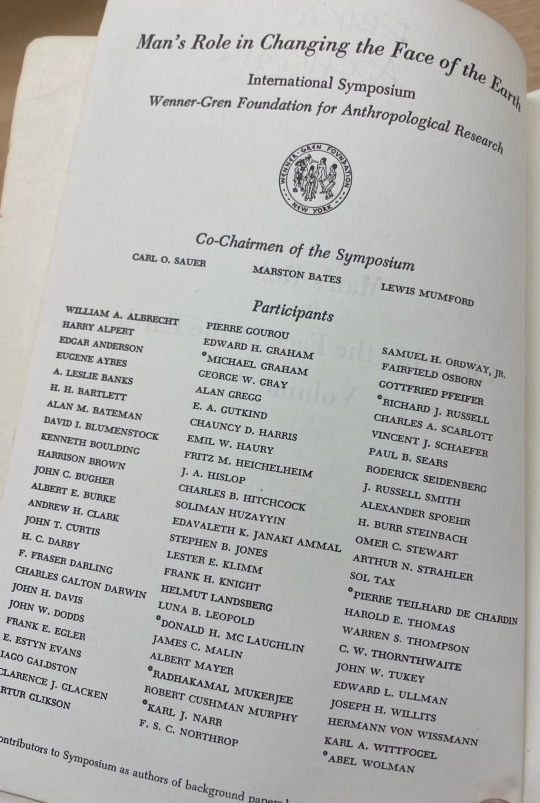 Man's Role in Changing the Face of the Earth
International Symposium
Wenner-Gren Foundation for Anthropological Research
WENNER-GREN FOUNDATION
NEW YORK
Co-Chairmen of the Symposium
CARL O. SAUER
MARSTON BATES
LEWIS MUMFORD
Participants
WILLIAM A. ALBRECHT
HARRY ALPERT
EDGAR ANDERSON
EUGENE AYRES
A. LESLIE BANKS
H. H. BARTLETT
ALAN M. BATEMAN
DAVID I. BLUMENSTOCK
KENNETH BOULDING
HARRISON BROWN
JOHN C. BUGHER
ALBERT E. BURKE
ANDREW H. CLARK
JOHN T. CURTIS
H. C. DARBY
F. FRASER DARLING
CHARLES GALTON DARWIN
JOHN H. DAVIS
JOHN W. DODDS
FRANK E. EGLER
E. ESTYN EVANS
IAGO GALDSTON
CLARENCE J. GLACKEN
RTUR GLIKSON
PIERRE GOUROU
EDWARD H. GRAHAM
°MICHAEL GRAHAM
GEORGE W. GRAY
ALAN GREGG
E. A. GUTKIND
CHAUNCY D. HARRIS
EMIL W. HAURY
FRITZ M. HEICHELHEIM
J. A. HISLOP
CHARLES B. HITCHCOCK
SOLIMAN HUZAYYIN
EDAVALETH K. JANAKI AMMAL
STEPHEN B. JONES
LESTER E. KLIMM
FRANK H. KNIGHT
HELMUT LANDSBERG
LUNA B. LEOPOLD
°DONALD H. MC LAUGHLIN
JAMES C. MALIN
ALBERT MAYER
°RADHAKAMAL MUKERJEE
ROBERT CUSHMAN MURPHY
°KARL J. NARR
F. S. C. NORTHROP
SAMUEL H. ORDWAY, JR.
FAIRFIELD OSBORN
GOTTFRIED PFEIFER
°RICHARD J. RUSSELL
CHARLES A. SCARLOTT
VINCENT J. SCHAEFER
PAUL B. SEARS
RODERICK SEIDENBERG
J. RUSSELL SMITH
ALEXANDER SPOEHR
H. BURR STEINBACH
OMER C. STEWART
ARTHUR N. STRAHLER
SOL TAX
°PIERRE TEILHARD DE CHARDIN
HAROLD E. THOMAS
WARREN S. THOMPSON
C. W. THORNTHWAITE
JOHN W. TUKEY
EDWARD L. ULLMAN
JOSEPH H. WILLITS
HERMANN VON WISSMANN
KARL A. WITTFOGEL
°ABEL WOLMAN
ontributors to Symposium as authors of background papers